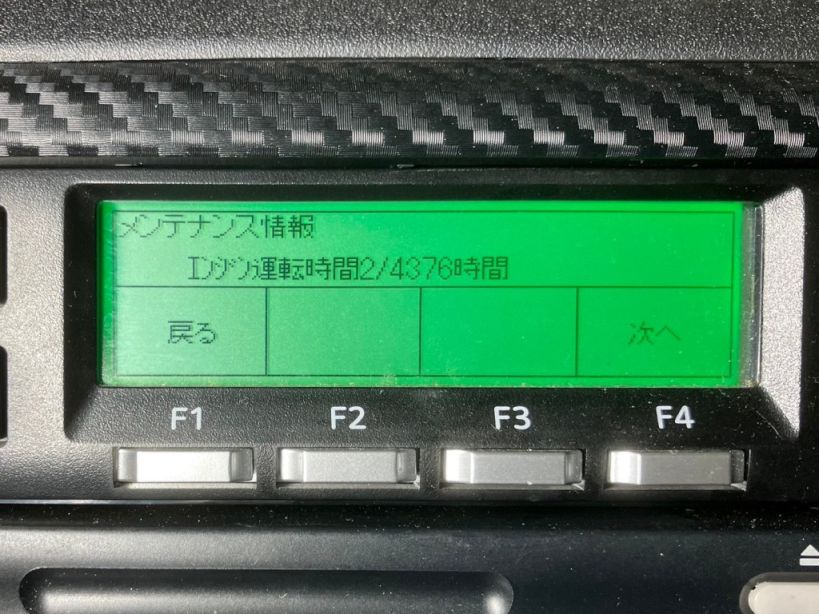 メンテナンス情報
エンジン運転時間2/4376時間
戻る
次へ
F1 F2 F3 F4